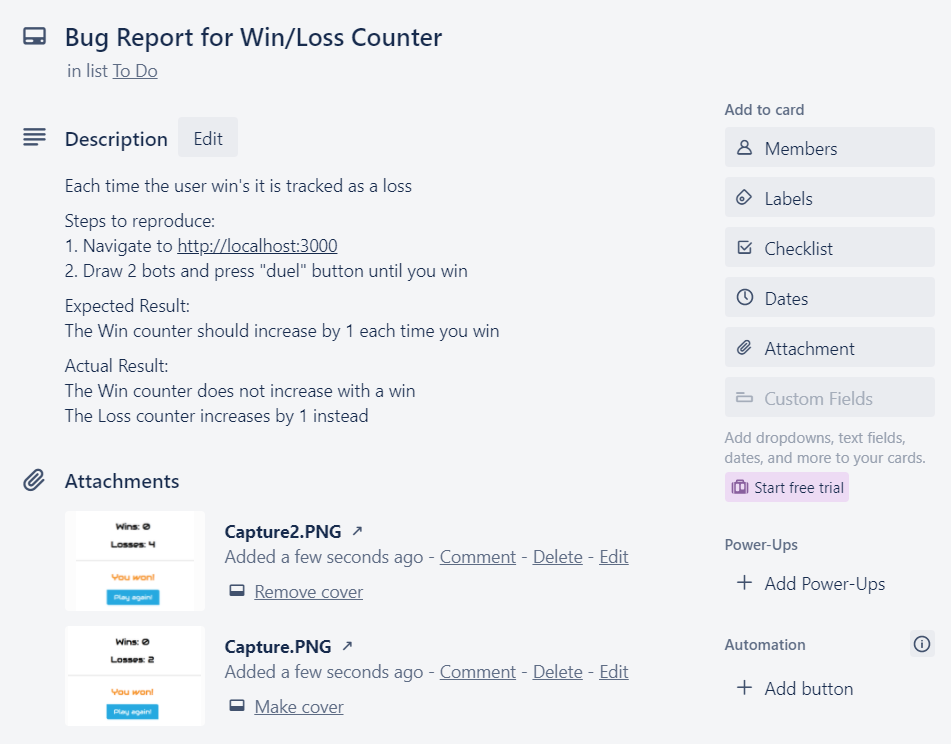 Bug Report for Win/Loss Counter
in list To Do
Description
Edit
Each time the user win's it is tracked as a loss
Steps to reproduce:
1. Navigate to http://localhost:3000
2. Draw 2 bots and press "duel" button until you win
Expected Result:
The Win counter should increase by 1 each time you win
Actual Result:
The Win counter does not increase with a win
The Loss counter increases by 1 instead
Attachments
Wins: 0
Losses: 4
You won!
Play again!
Capture2.PNG
Added a few seconds ago - Comment - Delete - Edit
Remove cover
Wins: 0
Losses: 2
You won!
Play again!
Capture.PNG
Added a few seconds ago - Comment - Delete - Edit
Make cover
Add to card
Members
Labels
Checklist
Dates
Attachment
Custom Fields
Add dropdowns, text fields,
dates, and more to your cards.
Start free trial
Power-Ups
Add Power-Ups
Automation
Add button